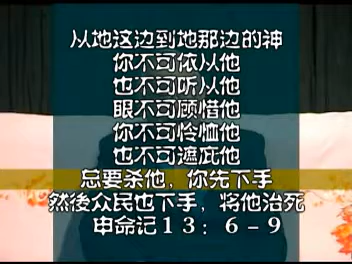 从地这边到地那边的神
你不可依从他
也不可听从他
眼不可顾惜他
你不可怜恤他
也不可遮庇他
总要杀他，你先下手
然後众民也下手，将他治死
申命记13：6-9